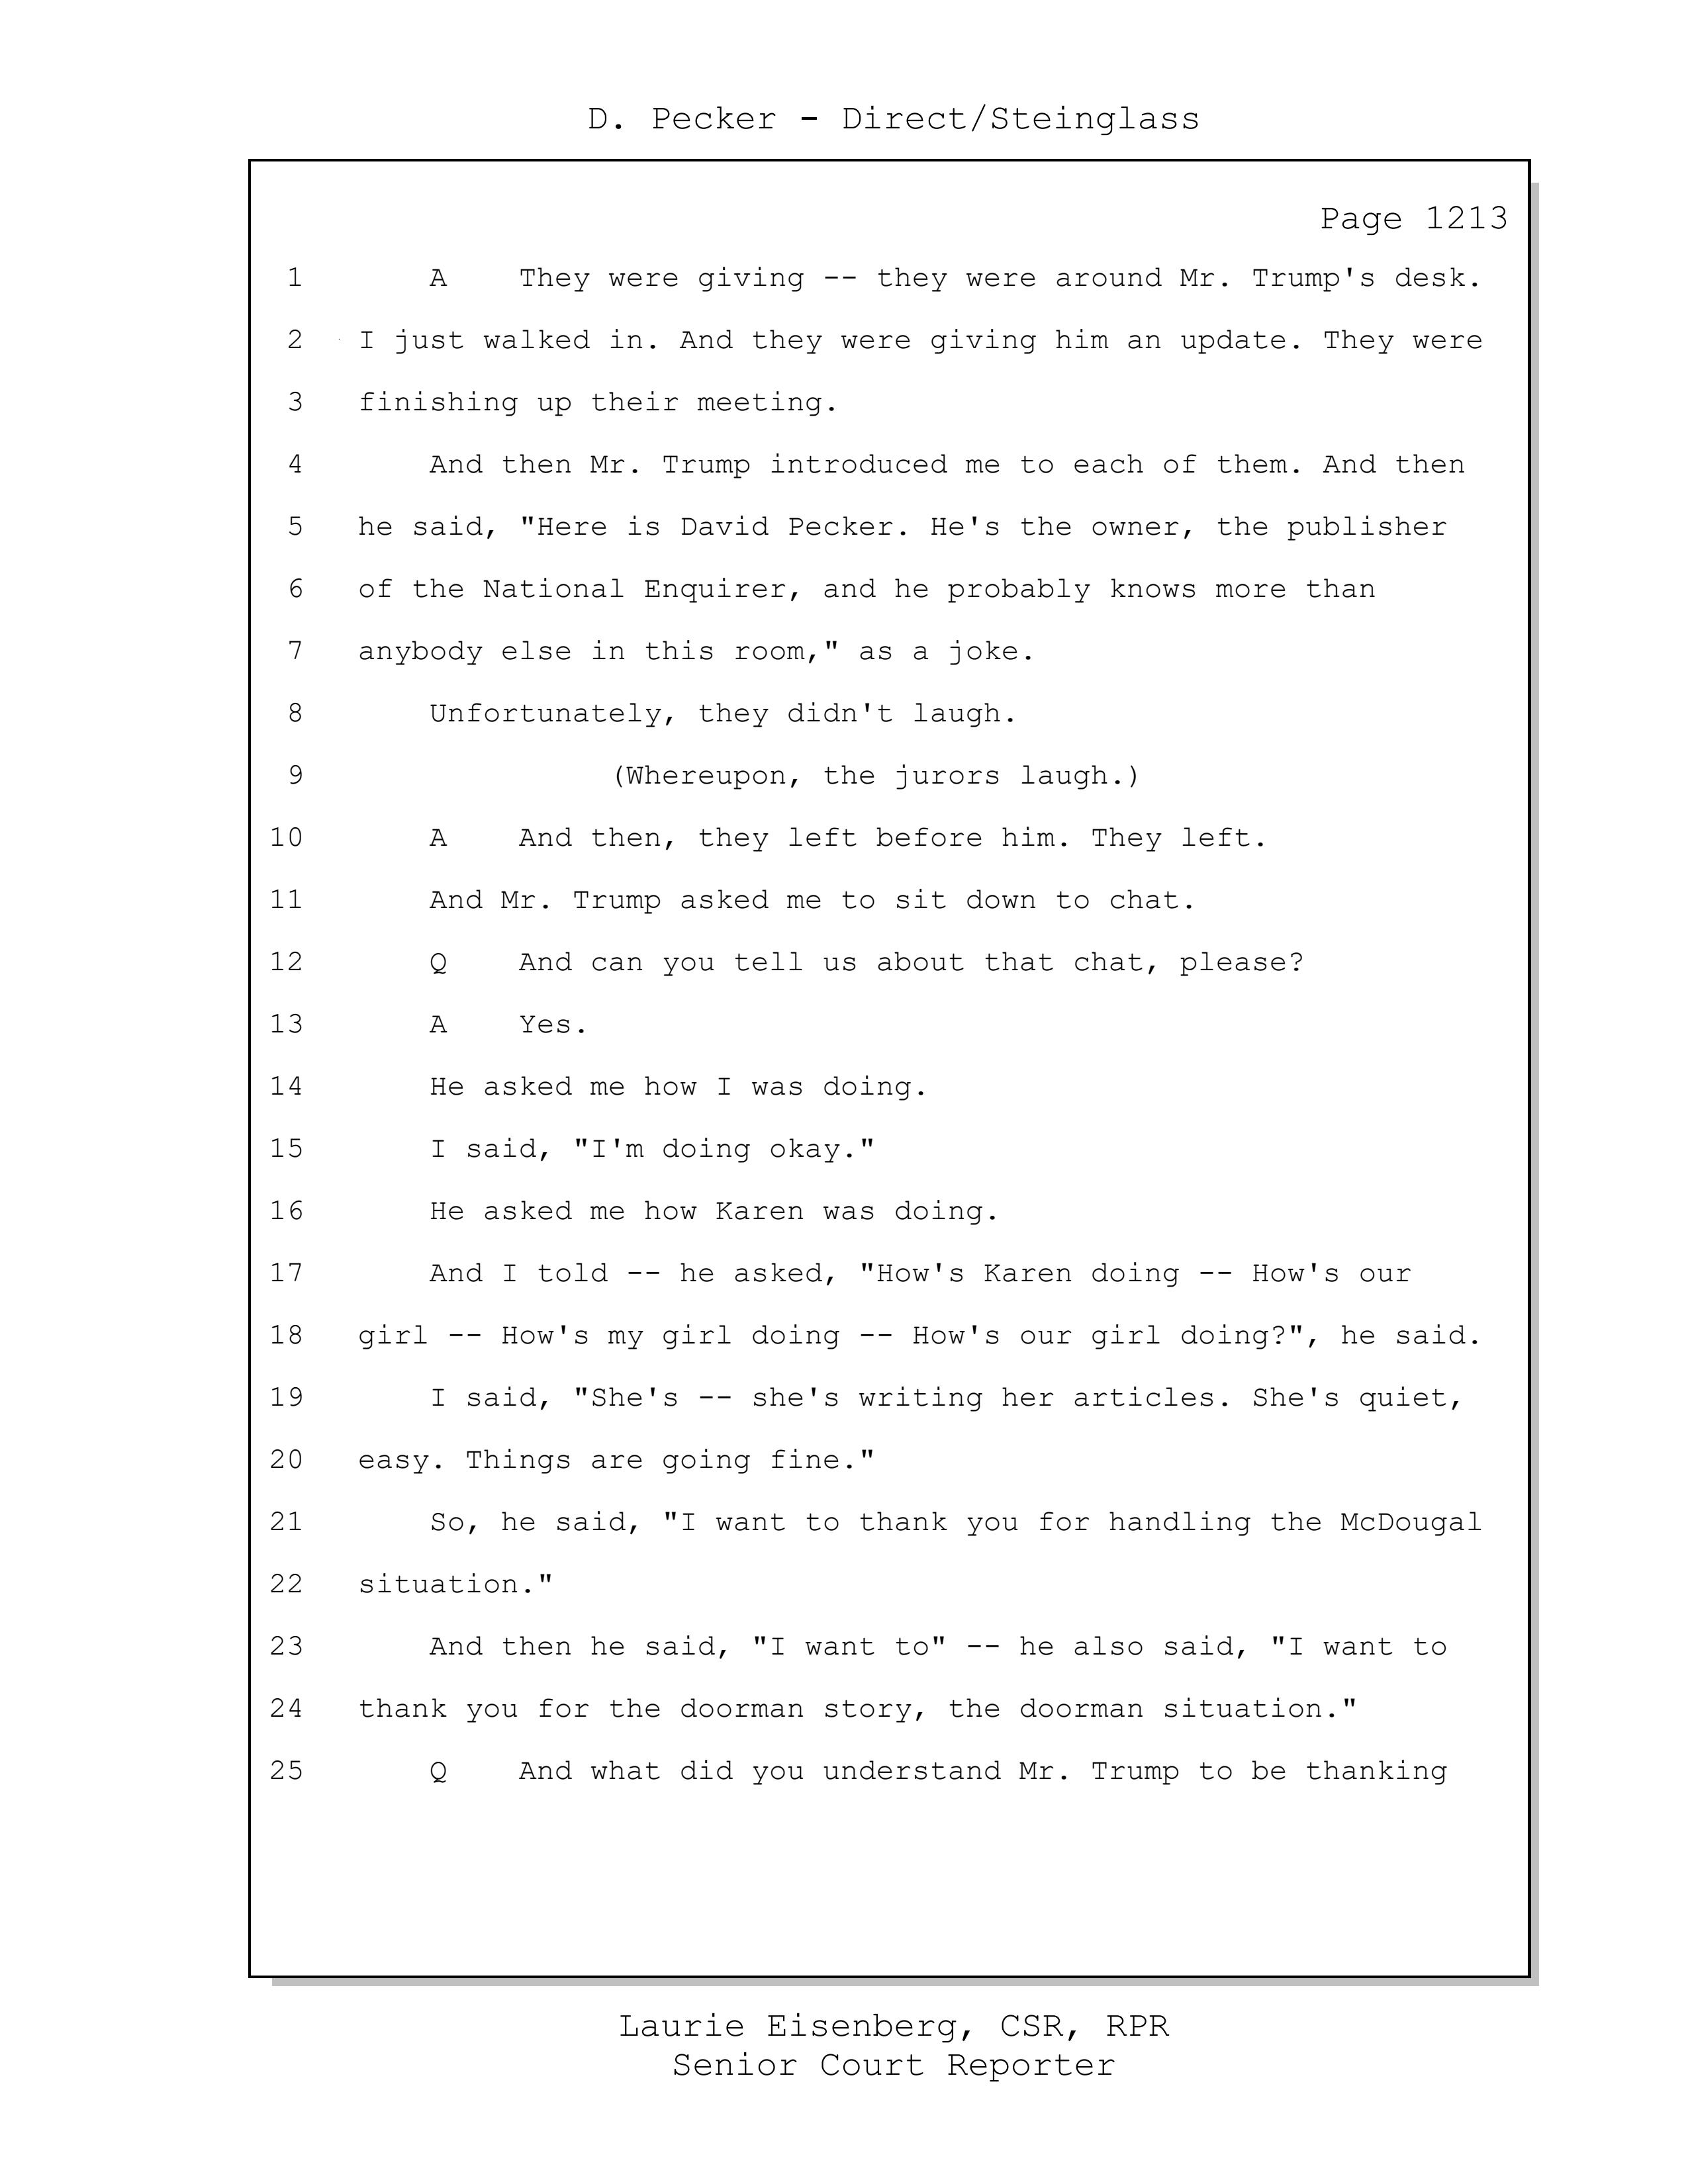 D. Pecker - Direct/Steinglass
Page 1213
1 A They were giving -- they were around Mr. Trump's desk.
2 I just walked in. And they were giving him an update. They were
3 finishing up their meeting.
4 And then Mr. Trump introduced me to each of them. And then
5 he said, "Here is David Pecker. He's the owner, the publisher
6 of the National Enquirer, and he probably knows more than
7 anybody else in this room," as a joke.
8 Unfortunately, they didn't laugh.
9 (Whereupon, the jurors laugh.)
10 A And then, they left before him. They left.
11 And Mr. Trump asked me to sit down to chat.
12 Q And can you tell us about that chat, please?
13 A Yes.
14 He asked me how I was doing.
15 I said, "I'm doing okay."
16 He asked me how Karen was doing.
17 And I told -- he asked, "How's Karen doing -- How's our
18 girl -- How's my girl doing -- How's our girl doing?", he said.
19 I said, "She's -- she's writing her articles. She's quiet,
20 easy. Things are going fine."
21 So, he said, "I want to thank you for handling the McDougal
22 situation."
23 And then he said, "I want to" -- he also said, "I want to
24 thank you for the doorman story, the doorman situation."
25 Q And what did you understand Mr. Trump to be thanking
Laurie Eisenberg, CSR, RPR
Senior Court Reporter